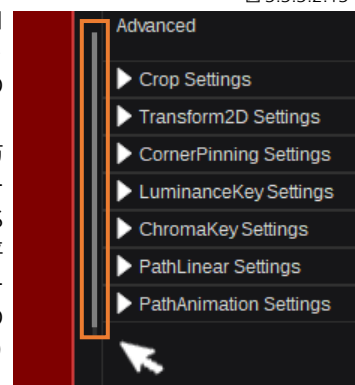 Advanced
Crop Settings
Transform2D Settings
CornerPinning Settings
LuminanceKey Settings
ChromaKey Settings
PathLinear Settings
PathAnimation Settings